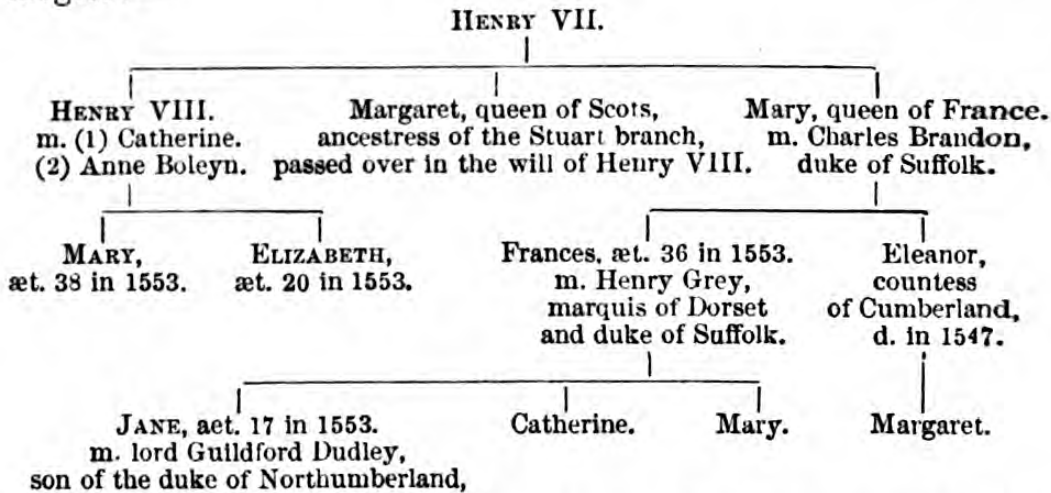 HENRY VII.
HENRY VIII.
m. (1) Catherine.
(2) Anne Boleyn.
Margaret, queen of Scots,
ancestress of the Stuart branch,
passed over in the will of Henry VIII.
Mary, queen of France.
m. Charles Brandon,
duke of Suffolk.
MARY,
æt. 38 in 1553.
ELIZABETH,
æt. 20 in 1553.
Frances, æt. 36 in 1553.
m. Henry Grey,
marquis of Dorset
and duke of Suffolk.
Eleanor,
countess
of Cumberland,
d. in 1547.
JANE, aet. 17 in 1553.
m. lord Guildford Dudley,
son of the duke of Northumberland,
Catherine.
Mary.
Margaret.